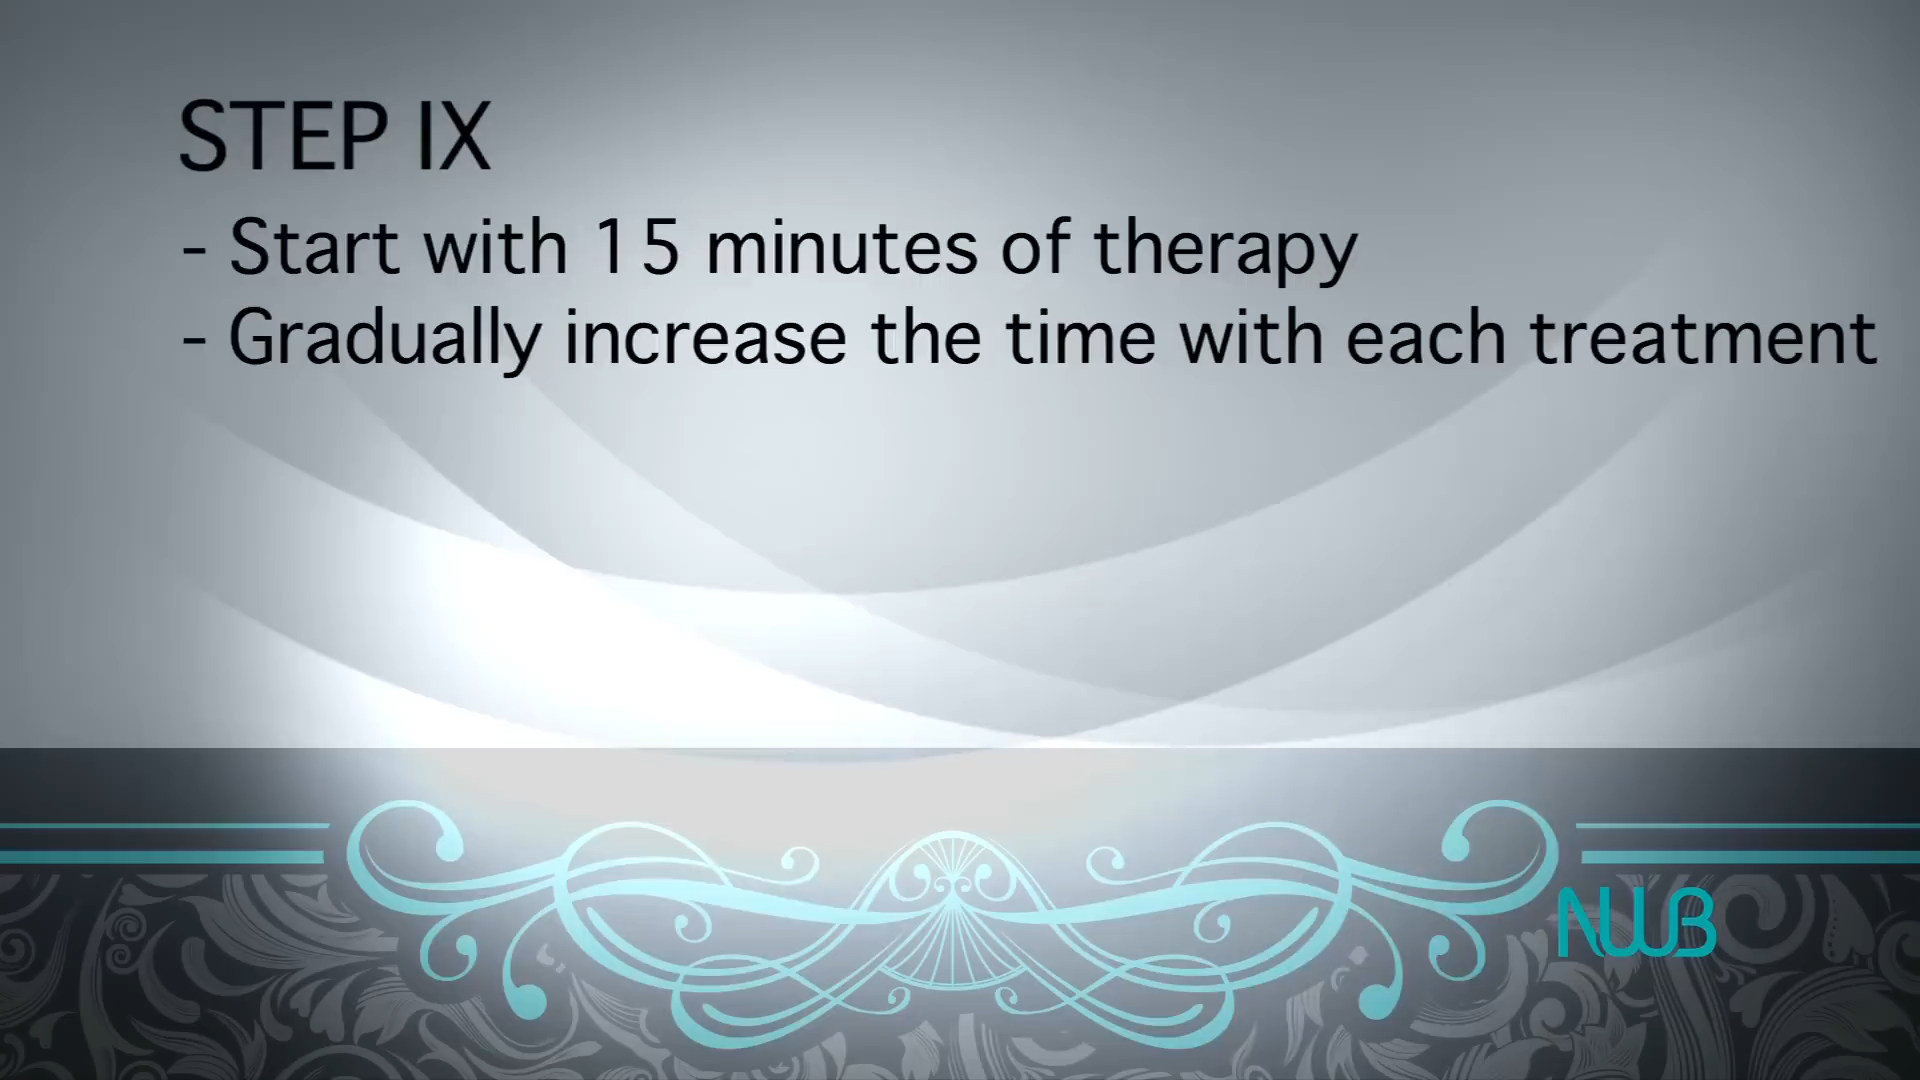 STEP IX
- Start with 15 minutes of therapy
- Gradually increase the time with each treatment
NWB